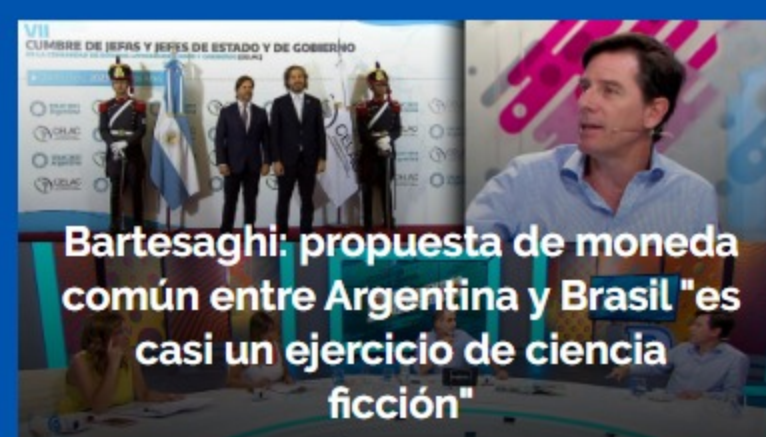 VII
CUMBRE DE JEFAS Y JEFES DE ESTADO Y DE GOBIERNO
CELAC
CELAC
CELAC
Bartesaghi: propuesta de moneda
común entre Argentina y Brasil "es
casi un ejercicio de ciencia
ficción"